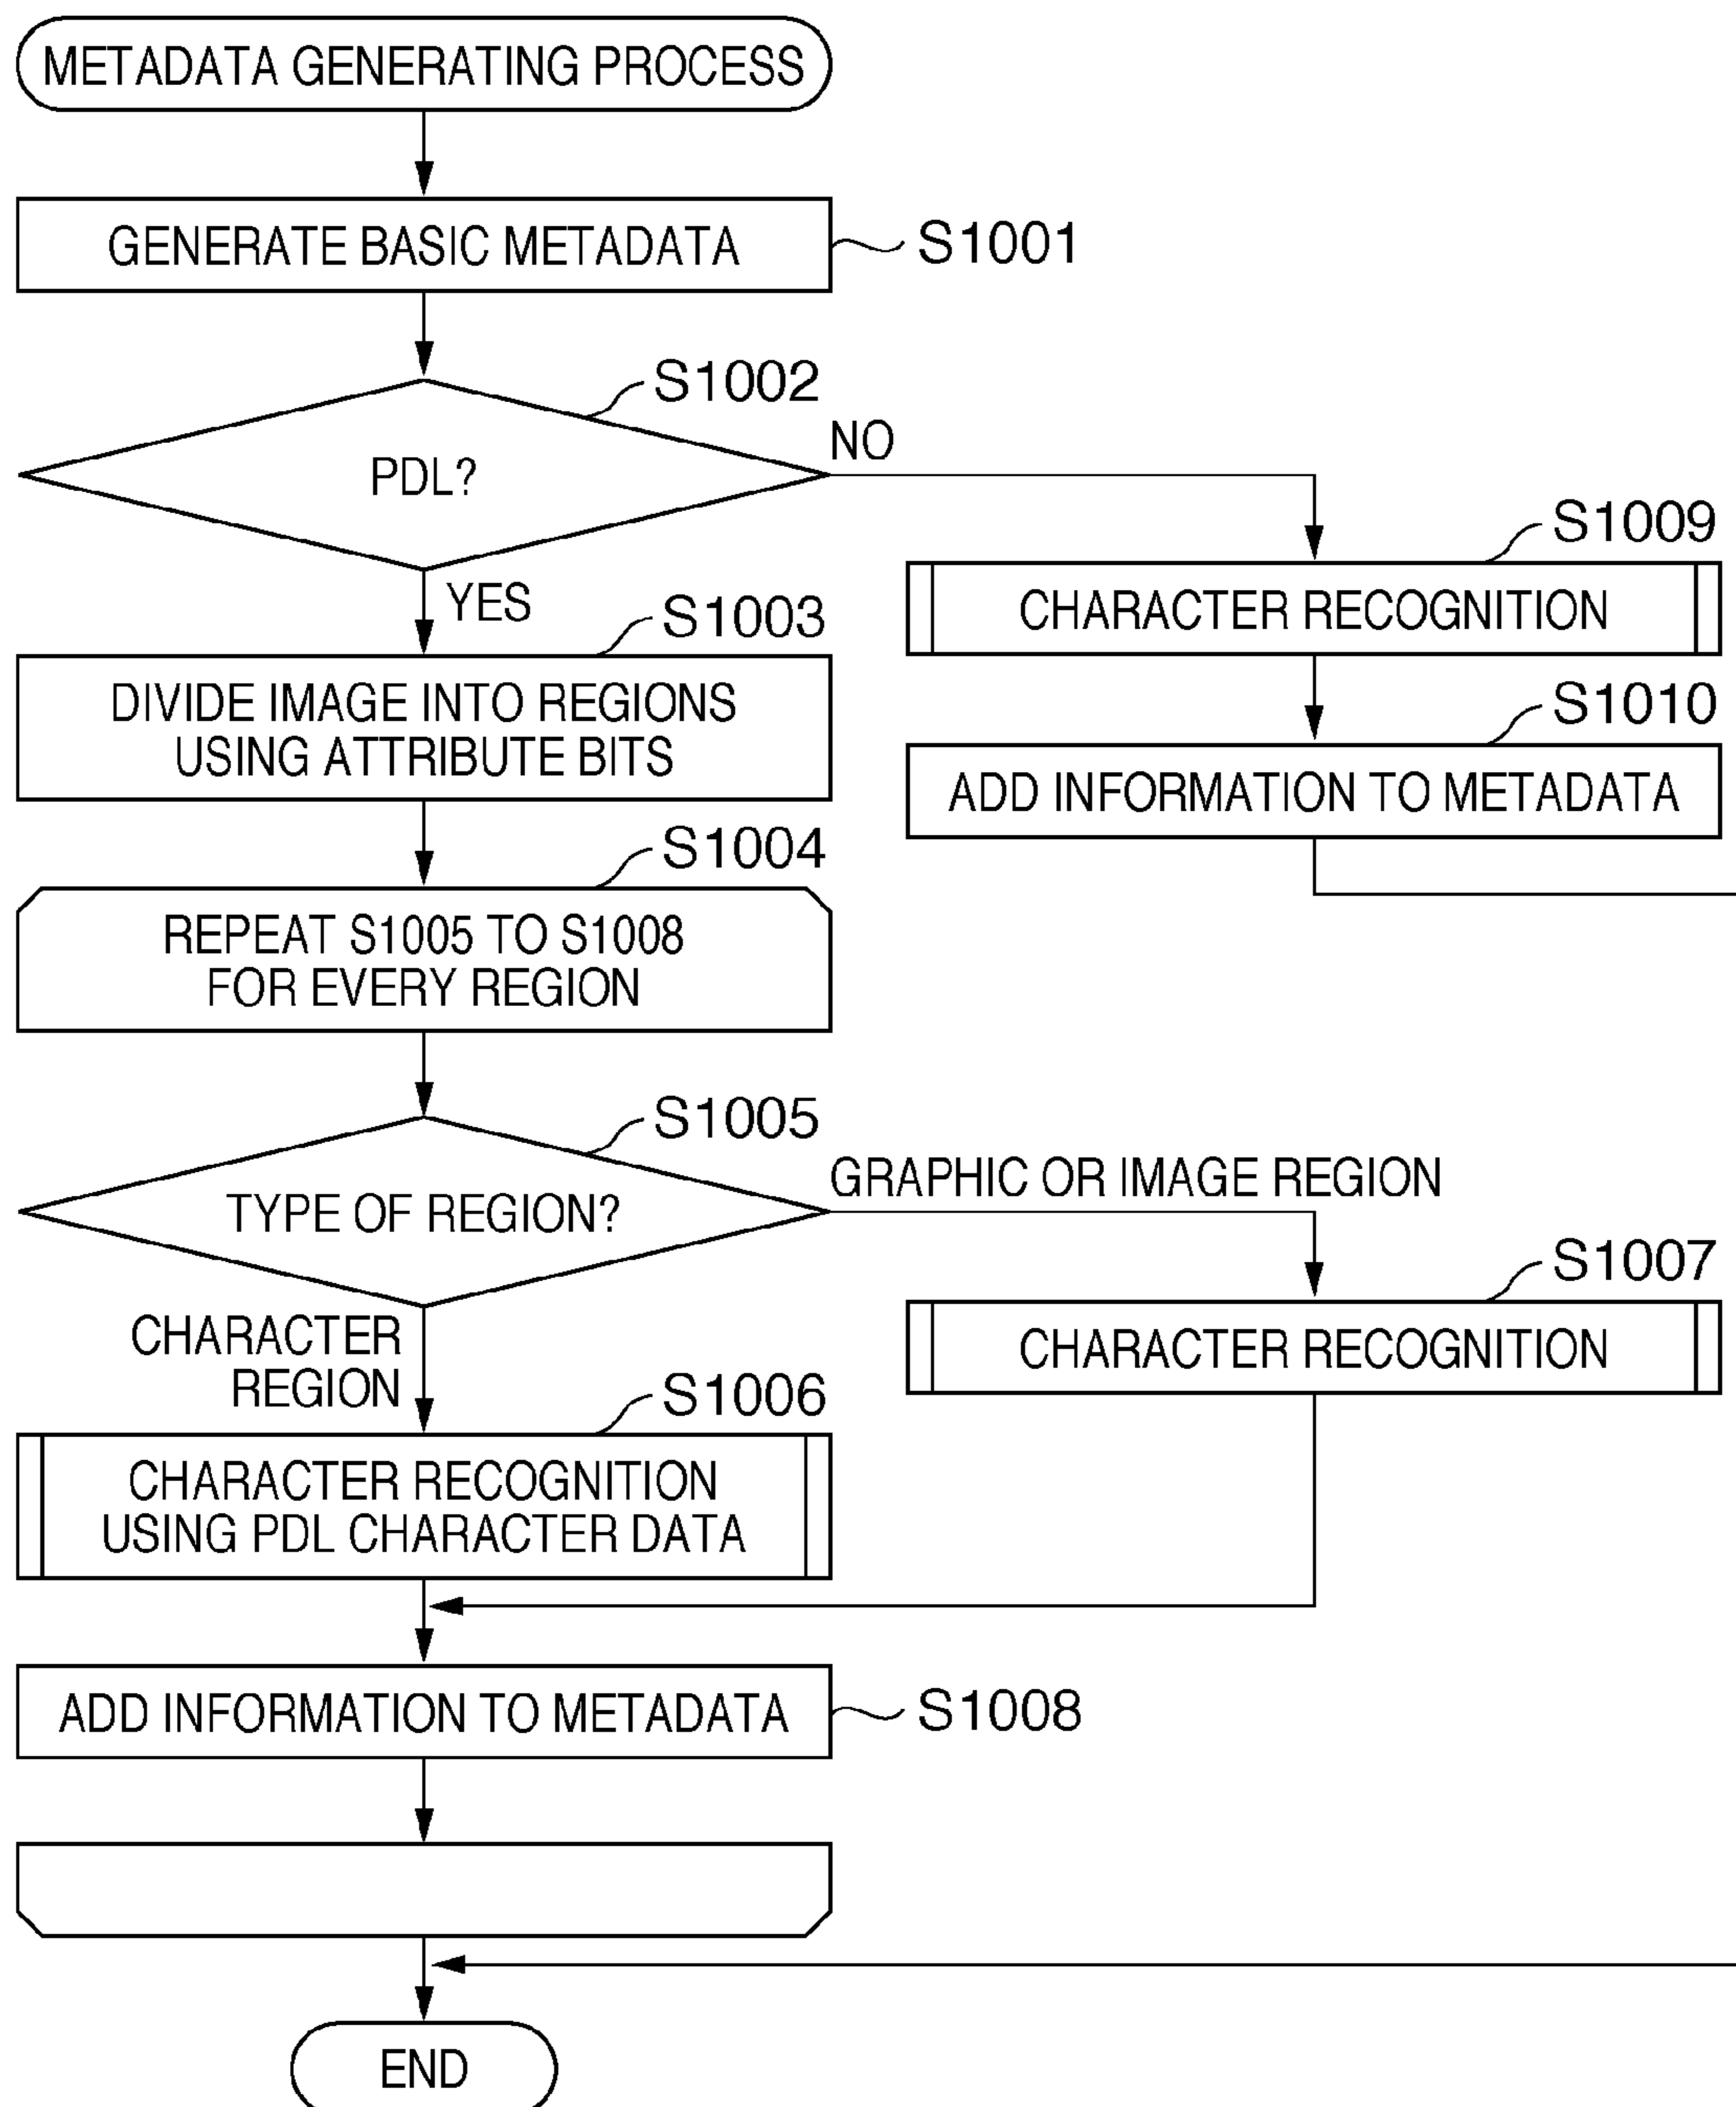 METADATA GENERATING PROCESS
GENERATE BASIC METADATA
S1001
S1002
PDL?
NO
YES
S1009
CHARACTER RECOGNITION
S1010
ADD INFORMATION TO METADATA
S1003
DIVIDE IMAGE INTO REGIONS
USING ATTRIBUTE BITS
S1004
REPEAT S1005 TO S1008
FOR EVERY REGION
S1005
TYPE OF REGION?
GRAPHIC OR IMAGE REGION
S1007
CHARACTER RECOGNITION
CHARACTER
REGION
S1006
CHARACTER RECOGNITION
USING PDL CHARACTER DATA
ADD INFORMATION TO METADATA
S1008
END